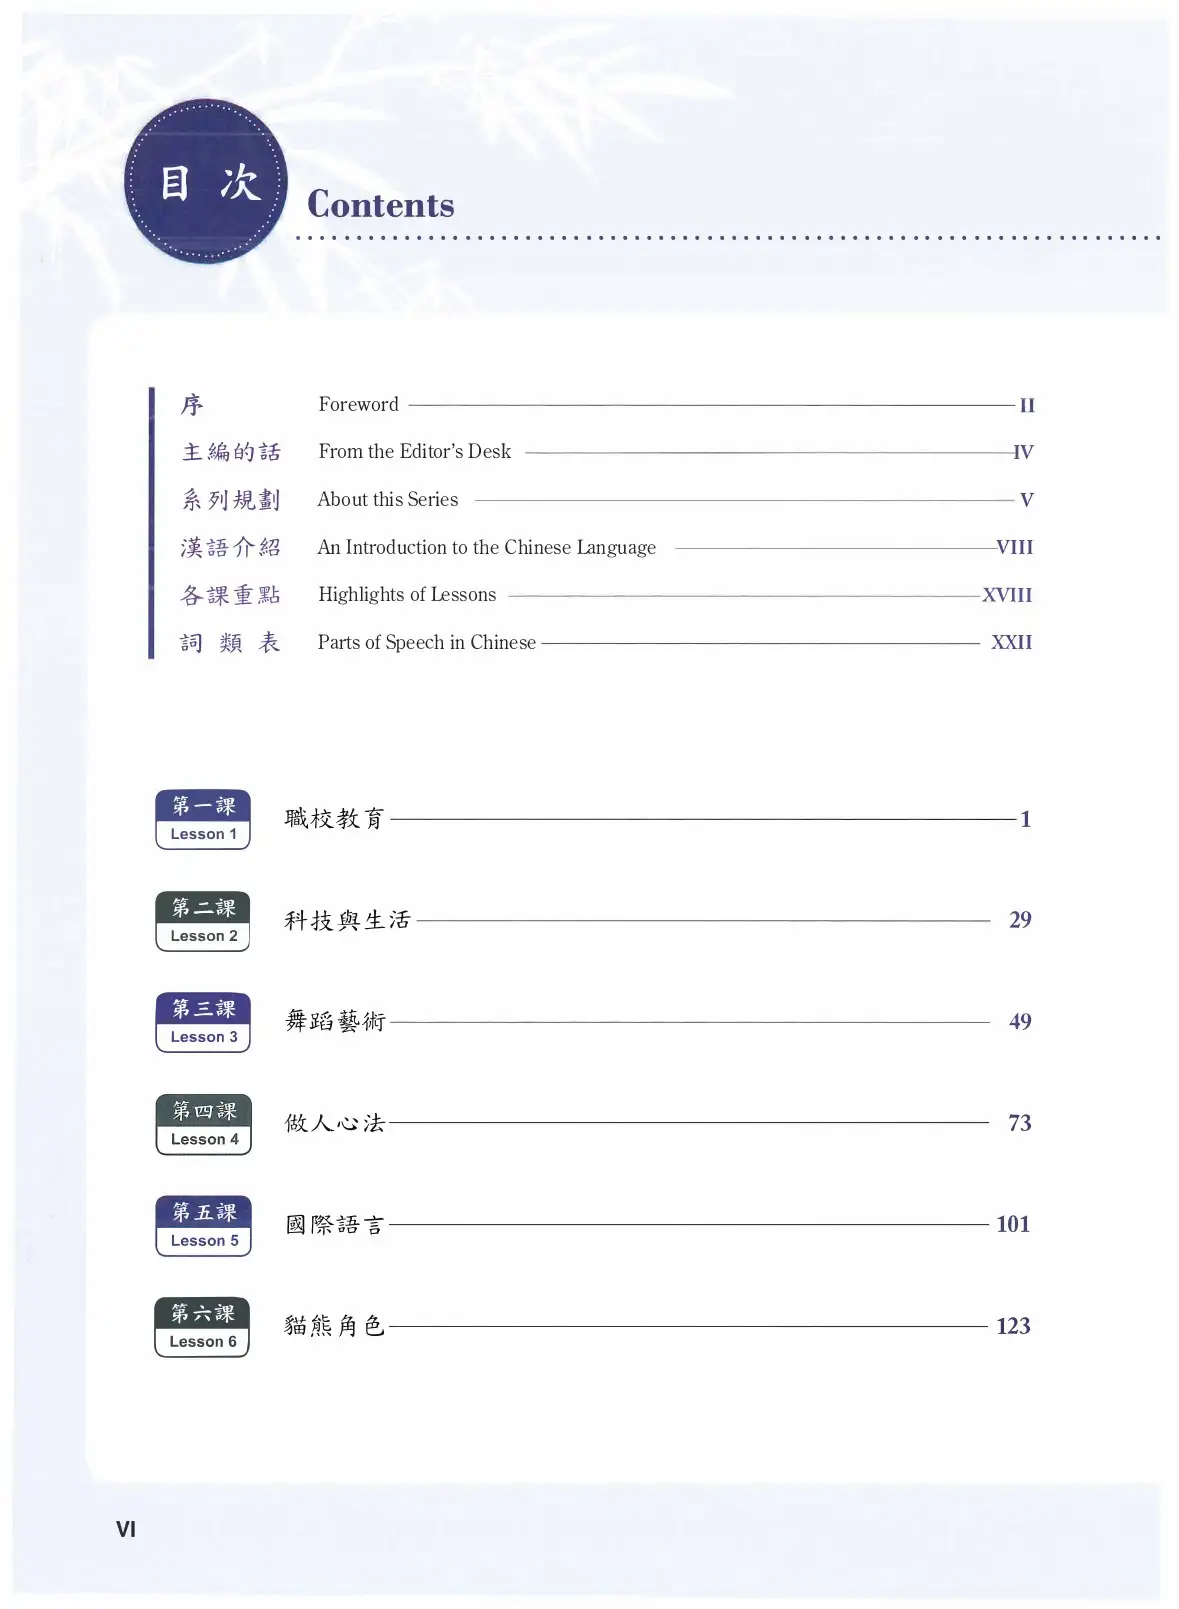 目次
Contents
序 Foreword II
主編的話 From the Editor's Desk IV
系列規劃 About this Series V
漢語介紹 An Introduction to the Chinese Language VIII
各課重點 Highlights of Lessons XVIII
詞類表 Parts of Speech in Chinese XXII
第一課
Lesson 1
職校教育 1
第二課
Lesson 2
科技與生活 29
第三課
Lesson 3
舞蹈藝術 49
第四課
Lesson 4
做人心法 73
第五課
Lesson 5
國際語言 101
第六課
Lesson 6
貓熊角色 123
VI